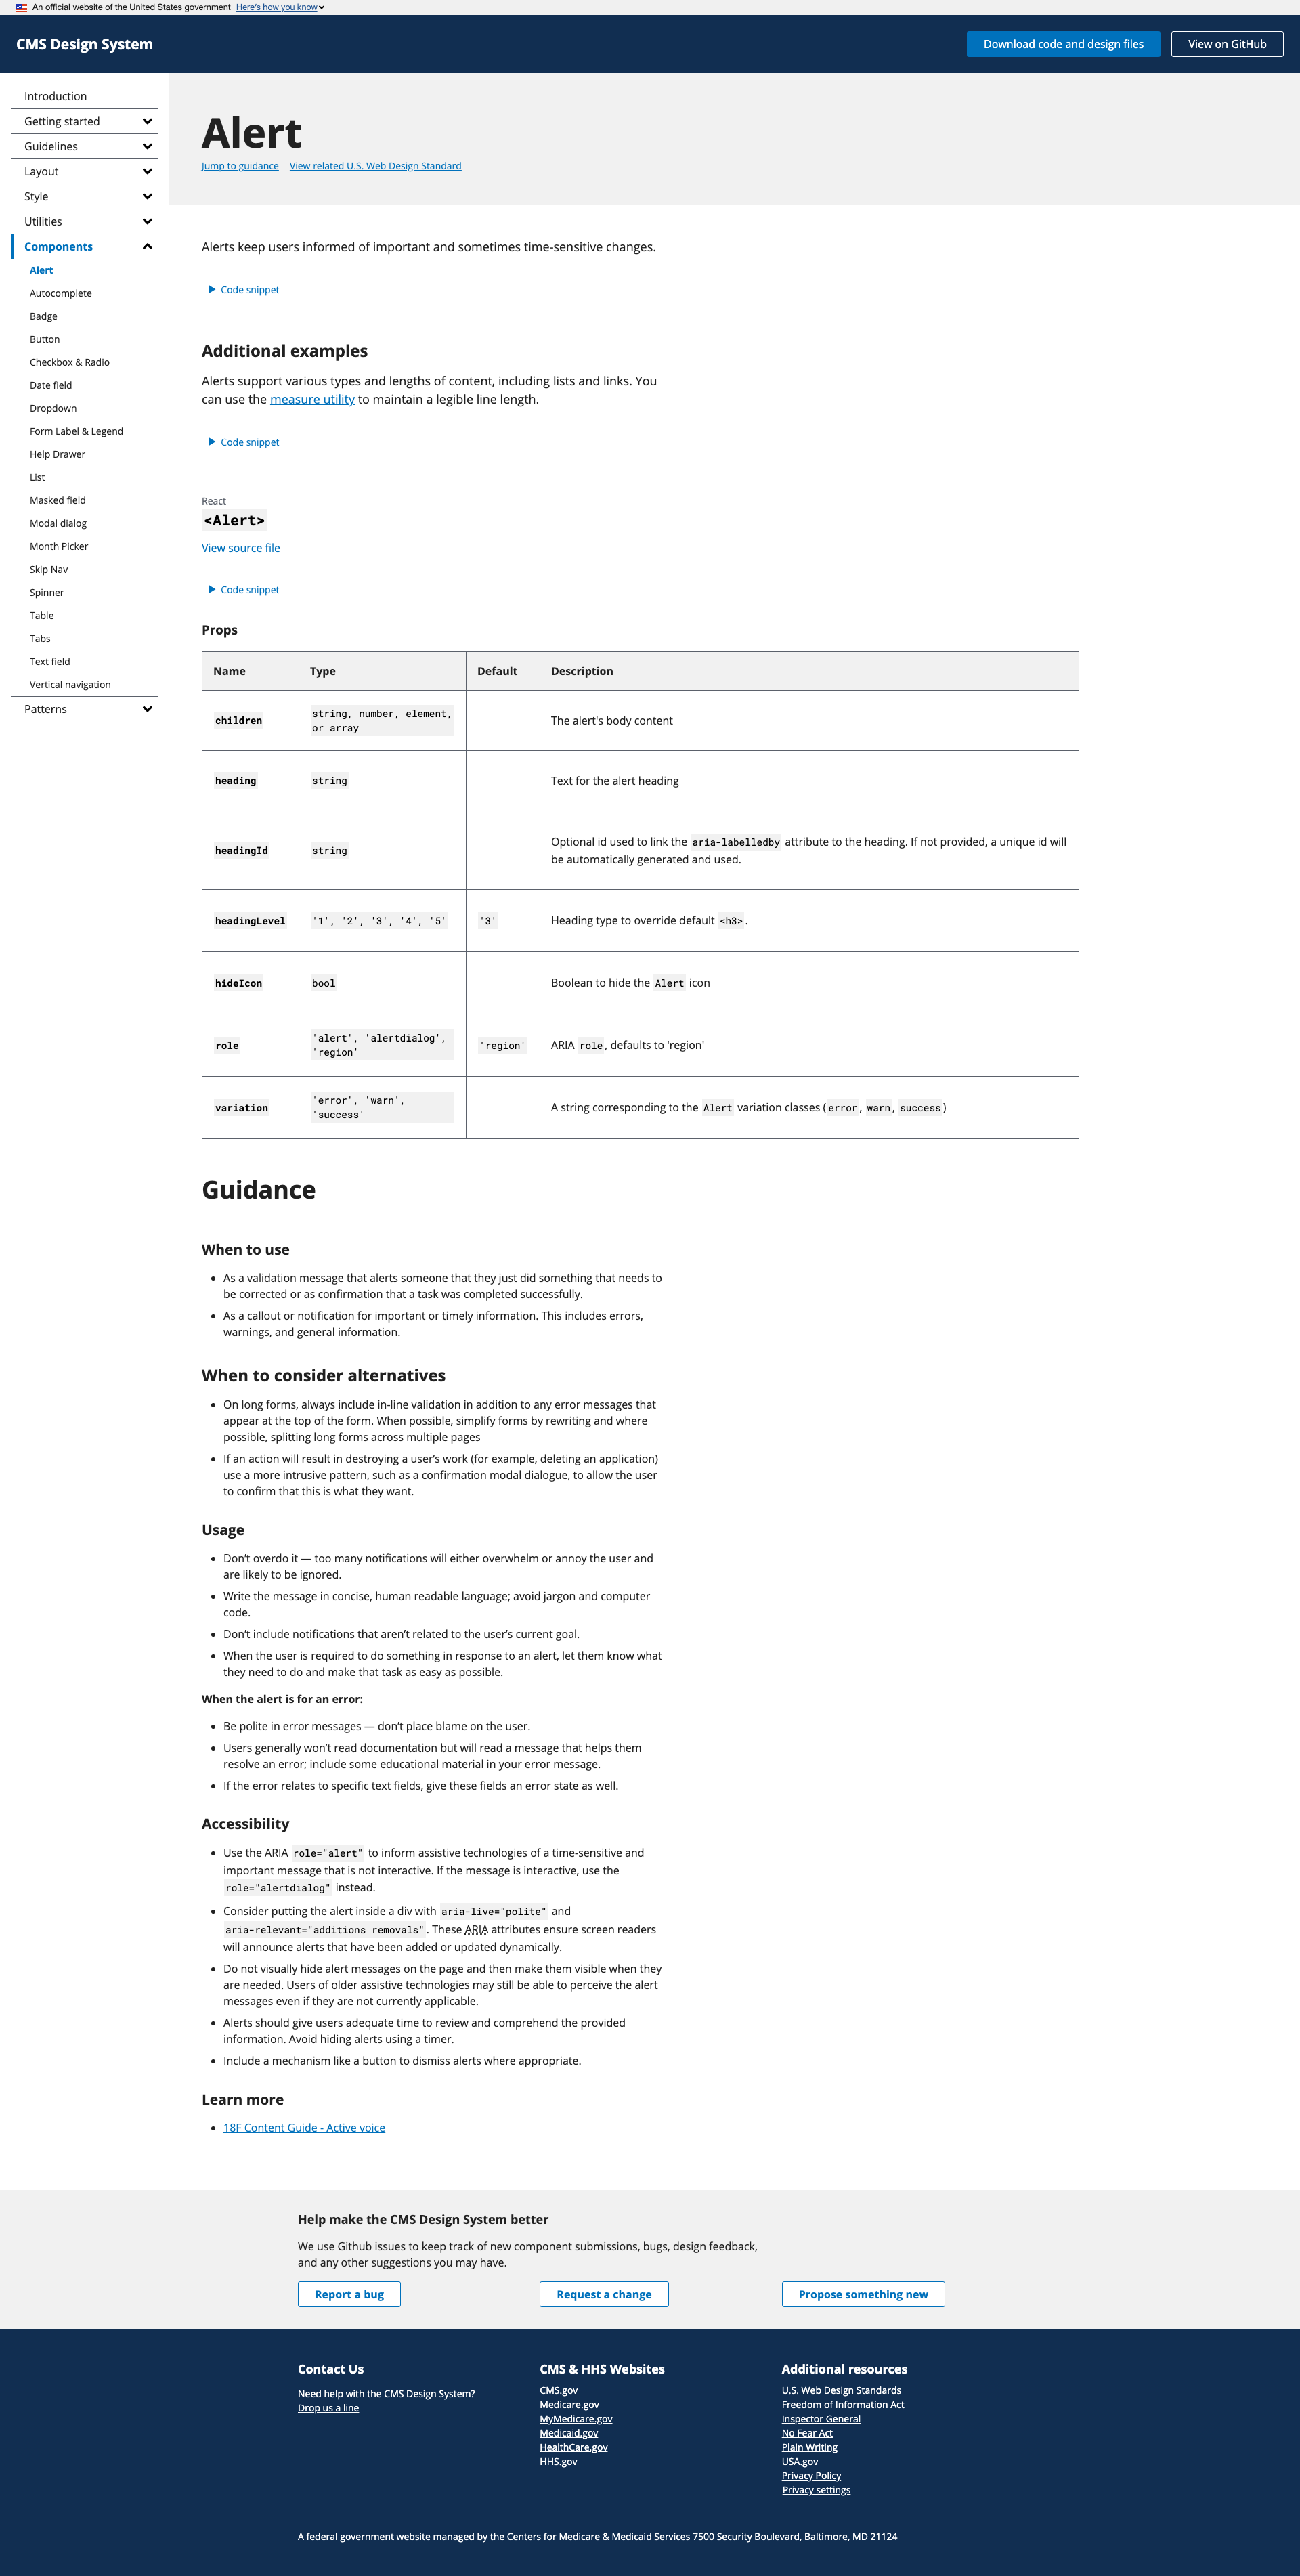 An official website of the United States government Here's how you know
CMS Design System
Download code and design files
View on GitHub
Introduction
Getting started
Guidelines
Layout
Style
Utilities
Components
Alert
Autocomplete
Badge
Button
Checkbox & Radio
Date field
Dropdown
Form Label & Legend
Help Drawer
List
Masked field
Modal dialog
Month Picker
Skip Nav
Spinner
Table
Tabs
Text field
Vertical navigation
Patterns
Alert
Jump to guidance View related U.S. Web Design Standard
Alerts keep users informed of important and sometimes time-sensitive changes.
Code snippet
Additional examples
Alerts support various types and lengths of content, including lists and links. You
can use the measure utility to maintain a legible line length.
Code snippet
React
<Alert>
View source file
Code snippet
Props
Name Type Default Description
children string, number, element, The alert's body content
or array
heading string Text for the alert heading
headingId string Optional id used to link the aria-labelledby attribute to the heading. If not provided, a unique id will
be automatically generated and used.
headingLevel '1', '2', '3', '4', '5' '3' Heading type to override default <h3>.
hideIcon bool Boolean to hide the Alert icon
role 'alert', 'alertdialog', 'region' ARIA role, defaults to 'region'
'region'
variation 'error', 'warn', A string corresponding to the Alert variation classes (error, warn, success)
'success'
Guidance
When to use
• As a validation message that alerts someone that they just did something that needs to
be corrected or as confirmation that a task was completed successfully.
• As a callout or notification for important or timely information. This includes errors,
warnings, and general information.
When to consider alternatives
• On long forms, always include in-line validation in addition to any error messages that
appear at the top of the form. When possible, simplify forms by rewriting and where
possible, splitting long forms across multiple pages
• If an action will result in destroying a user’s work (for example, deleting an application)
use a more intrusive pattern, such as a confirmation modal dialogue, to allow the user
to confirm that this is what they want.
Usage
• Don’t overdo it — too many notifications will either overwhelm or annoy the user and
are likely to be ignored.
• Write the message in concise, human readable language; avoid jargon and computer
code.
• Don’t include notifications that aren’t related to the user’s current goal.
• When the user is required to do something in response to an alert, let them know what
they need to do and make that task as easy as possible.
When the alert is for an error:
• Be polite in error messages — don’t place blame on the user.
• Users generally won’t read documentation but will read a message that helps them
resolve an error; include some educational material in your error message.
• If the error relates to specific text fields, give these fields an error state as well.
Accessibility
• Use the ARIA role="alert" to inform assistive technologies of a time-sensitive and
important message that is not interactive. If the message is interactive, use the
role="alertdialog" instead.
• Consider putting the alert inside a div with aria-live="polite" and
aria-relevant="additions removals". These ARIA attributes ensure screen readers
will announce alerts that have been added or updated dynamically.
• Do not visually hide alert messages on the page and then make them visible when they
are needed. Users of older assistive technologies may still be able to perceive the alert
messages even if they are not currently applicable.
• Alerts should give users adequate time to review and comprehend the provided
information. Avoid hiding alerts using a timer.
• Include a mechanism like a button to dismiss alerts where appropriate.
Learn more
• 18F Content Guide - Active voice
Help make the CMS Design System better
We use Github issues to keep track of new component submissions, bugs, design feedback,
and any other suggestions you may have.
Report a bug
Request a change
Propose something new
Contact Us
Need help with the CMS Design System?
Drop us a line
CMS & HHS Websites
CMS.gov
Medicare.gov
MyMedicare.gov
Medicaid.gov
HealthCare.gov
HHS.gov
Additional resources
U.S. Web Design Standards
Freedom of Information Act
Inspector General
No Fear Act
Plain Writing
USA.gov
Privacy Policy
Privacy settings
A federal government website managed by the Centers for Medicare & Medicaid Services 7500 Security Boulevard, Baltimore, MD 21124